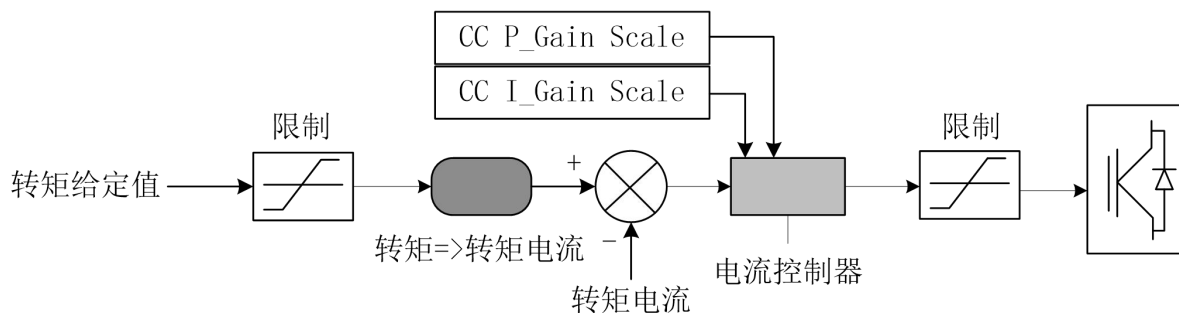 CC P_Gain Scale
CC I_Gain Scale
限制
限制
转矩给定值
+
转矩=>转矩电流
−
电流控制器
转矩电流